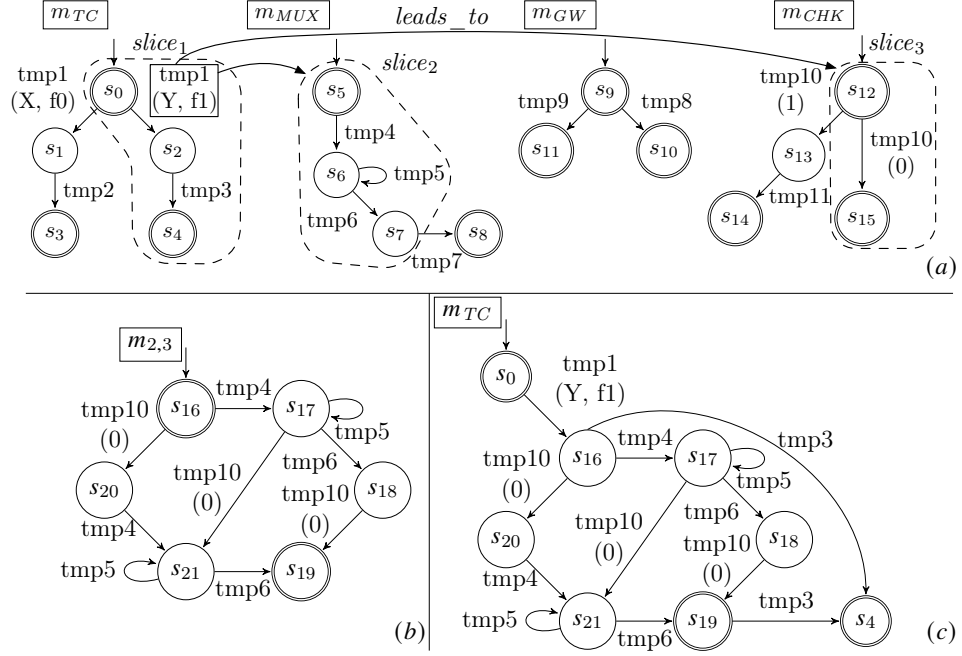 m_TC m_MUX leads_to m_GW m_CHK
slice_1 slice_2 slice_3
tmp1
(X, f0)
s_0
tmp1
(Y, f1)
s_5
s_9
tmp10
(1)
s_12
tmp4
tmp9
tmp8
s_1
s_2
s_11
s_10
s_13
tmp10
(0)
tmp2
tmp3
s_6
tmp5
tmp11
tmp6
s_3
s_4
s_7
s_8
s_14
s_15
tmp7
(a)
m_2,3
s_16
tmp4
s_17
tmp10
(0)
tmp5
tmp10
(0)
tmp6
tmp10
(0)
s_20
s_18
tmp4
tmp5
s_21
tmp6
s_19
(b)
m_TC
s_0
tmp1
(Y, f1)
s_16
tmp4
s_17
tmp3
tmp10
(0)
tmp5
tmp10
(0)
tmp6
tmp10
(0)
s_20
s_18
tmp4
tmp5
s_21
tmp6
s_19
tmp3
s_4
(c)